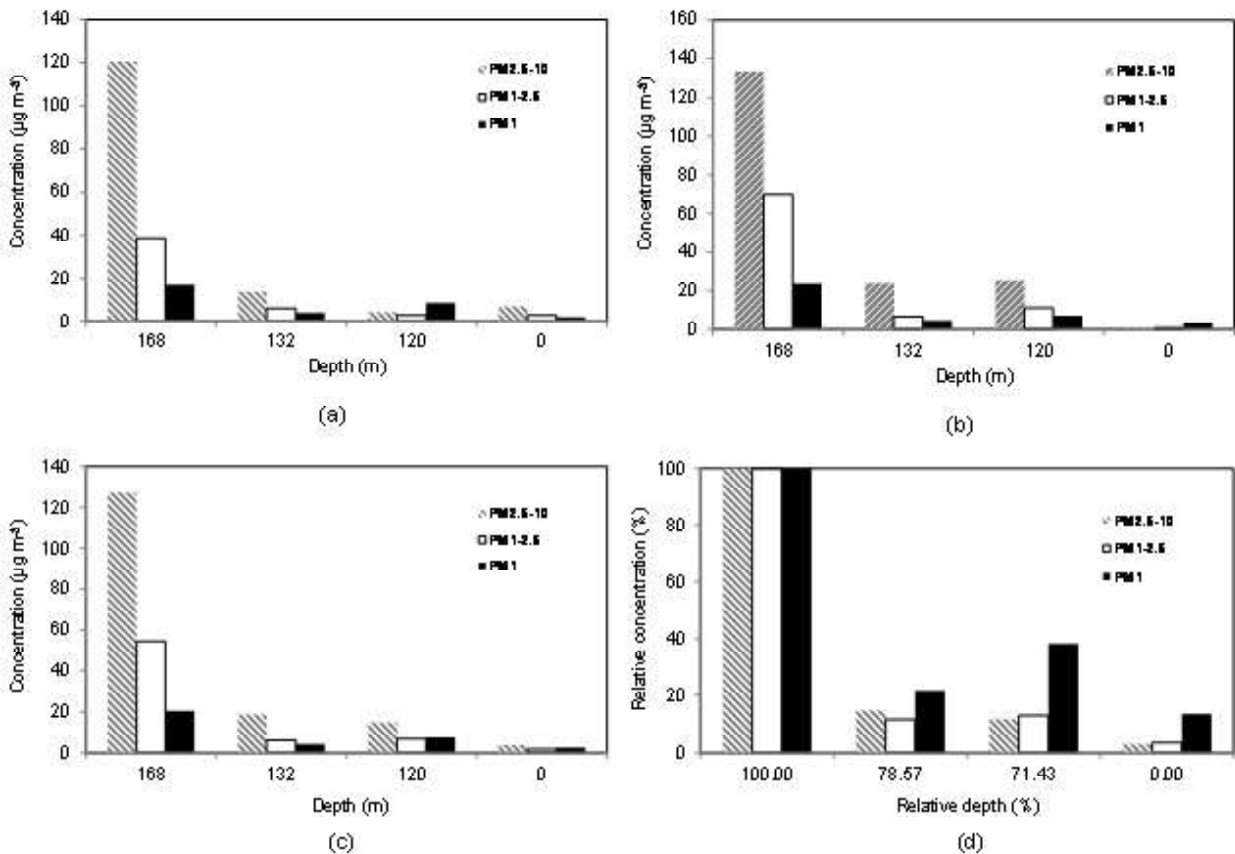 140
120
100
80
60
40
20
0
Concentration (µg m-3)
PM2.5-10
PM1-2.5
PM1
168 132 120 0
Depth (m)
(a)
160
140
120
100
80
60
40
20
0
Concentration (µg m-3)
PM2.5-10
PM1-2.5
PM1
168 132 120 0
Depth (m)
(b)
140
120
100
80
60
40
20
0
Concentration (µg m-3)
PM2.5-10
PM1-2.5
PM1
168 132 120 0
Depth (m)
(c)
100
80
60
40
20
0
Relative concentration (%)
PM2.5-10
PM1-2.5
PM1
100.00 78.57 71.43 0.00
Relative depth (%)
(d)